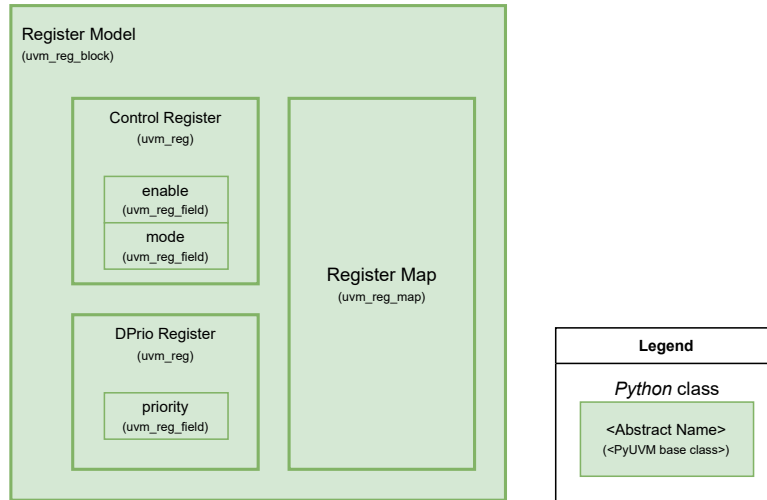 Register Model
(uvm_reg_block)
Control Register
(uvm_reg)
enable
(uvm_reg_field)
mode
(uvm_reg_field)
DPrio Register
(uvm_reg)
priority
(uvm_reg_field)
Register Map
(uvm_reg_map)
Legend
Python class
<Abstract Name>
(<PyUVM base class>)